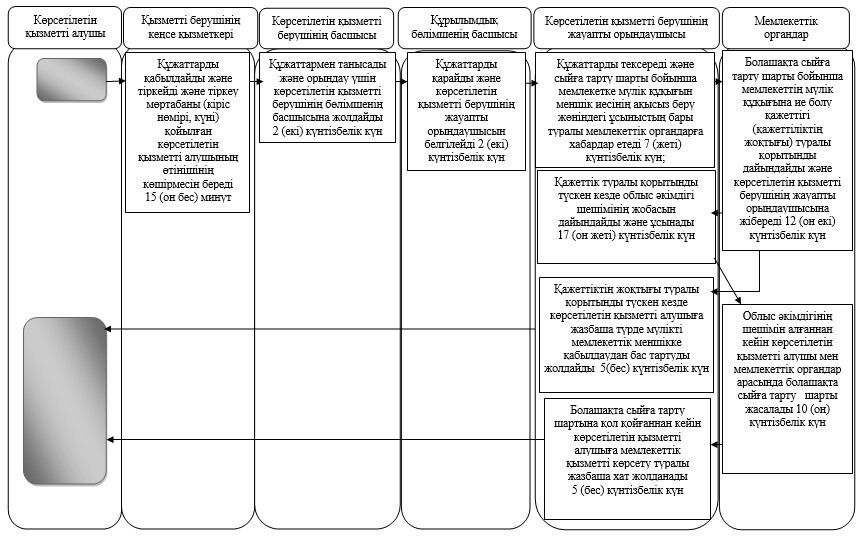 Көрсетілетін
қызметті алушы
Қызметті берушінің
кеңсе қызметкері
Көрсетілетін қызметті
берушінің басшысы
Құрылымдық
бөлімшенің басшысы
Көрсетілетін қызметті берушінің
жауапты орындаушысы
Мемлекеттік
органдар
Құжаттарды
қабылдайды және
тіркейді және тіркеу
мөртабаны (кіріс
нөмірі, күні)
қойылған
көрсетілетін
қызметті алушының
өтінішінің
көшірмесін береді
15 (он бес) минут
Құжаттармен танысады
және орындау үшін
көрсетілетін қызметті
берушінің бөлімшенің
басшысына жолдайды
2 (екі) күнтізбелік күн
Құжаттарды
қарайды және
көрсетілетін
қызметті берушінің
жауапты
орындаушысын
белгілейді 2 (екі)
күнтізбелік күн
Құжаттарды тексереді және
сыйға тарту шарты бойынша
мемлекетке мүлік құқығын
меншік иесінің ақысыз беру
жөніндегі ұсыныстың бары
туралы мемлекеттік органдарға
хабардар етеді 7 (жеті)
күнтізбелік күн;
Қажеттік туралы қорытынды
түскен кезде облыс әкімдігі
шешімінің жобасын
дайындайды және ұсынады
17 (он жеті) күнтізбелік күн
Қажеттіктің жоқтығы туралы
қорытынды түскен кезде
көрсетілетін қызметті алушыға
жазбаша түрде мүлікті
мемлекеттік меншікке
қабылдаудан бас тартуды
жолдайды 5(бес) күнтізбелік күн
Болашақта сыйға тарту
шартына қол қойғаннан кейін
көрсетілетін қызметті
алушыға мемлекеттік
қызметті көрсету туралы
жазбаша хат жолданады
5 (бес) күнтізбелік күн
Болашақта сыйға
тарту шарты бойынша
мемлекеттің мүлік
құқығына ие болу
қажеттігі
(қажеттіліктің
жоқтығы) туралы
қорытынды
дайындайды және
көрсетілетін қызметті
берушінің жауапты
орындаушысына
жібереді 12 (он екі)
күнтізбелік күн
Облыс әкімдігінің
шешімін алғаннан
кейін көрсетілетін
қызметті алушы мен
мемлекеттік органдар
арасында болашақта
сыйға тарту шарты
жасалады 10 (он)
күнтізбелік күн